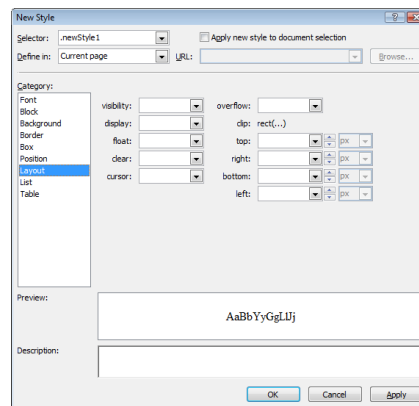 New Style
Selector: .newStyle1 Apply new style to document selection
Define in: Current page URL: Browse...
Category:
Font
Block
Background
Border
Box
Position
Layout
List
Table
visibility: overflow:
display: clip: rect(...)
float: top: px
clear: right: px
cursor: bottom: px
left: px
Preview:
AaBbYyGgLlJj
Description:
OK Cancel Apply